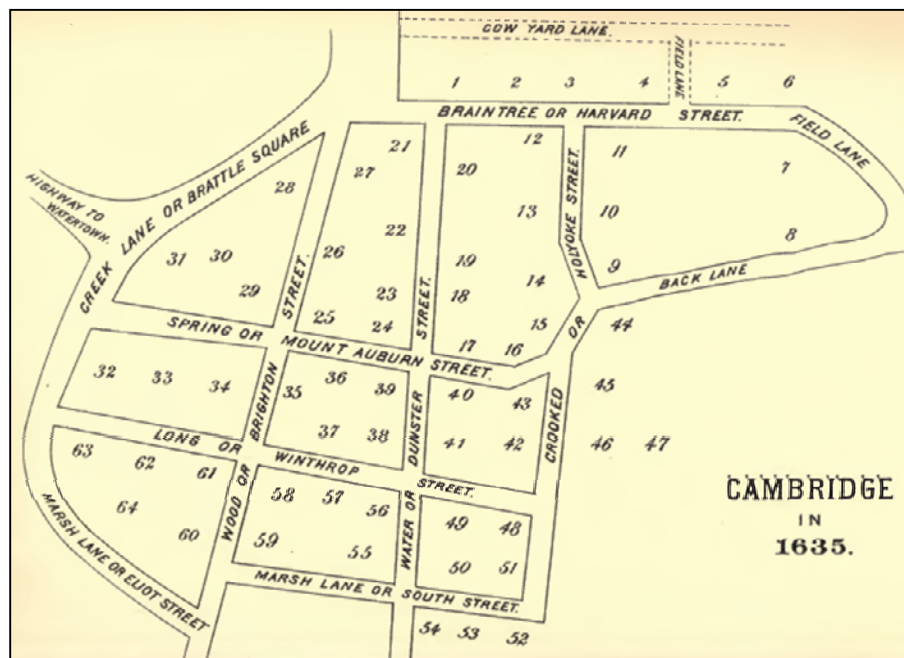 COW YARD LANE.
FIELD LANE
1 2 3 4 5 6
BRAINTREE OR HARVARD STREET.
FIELD LANE
21 12 11
27 20 7
HOLYOKE STREET.
CREEK LANE OR BRATTLE SQUARE
HIGHWAY TO
WATERTOWN.
28 13 10
22 8
26 19 9
31 30
BACK LANE
29 23 18 14
25 24 15 44
17 16
SPRING OR MOUNT AUBURN STREET.
32 33 34 35 36 39 40 43 45
37 38 41 42 46 47
WOOD OR BRIGHTON STREET.
WATER OR DUNSTER STREET.
CROOKED OR
LONG OR WINTHROP STREET.
63 62 61 58 57 56 49 48
64 60 59 55 50 51
CAMBRIDGE
IN
1635.
MARSH LANE OR ELIOT STREET
MARSH LANE OR SOUTH STREET.
54 53 52